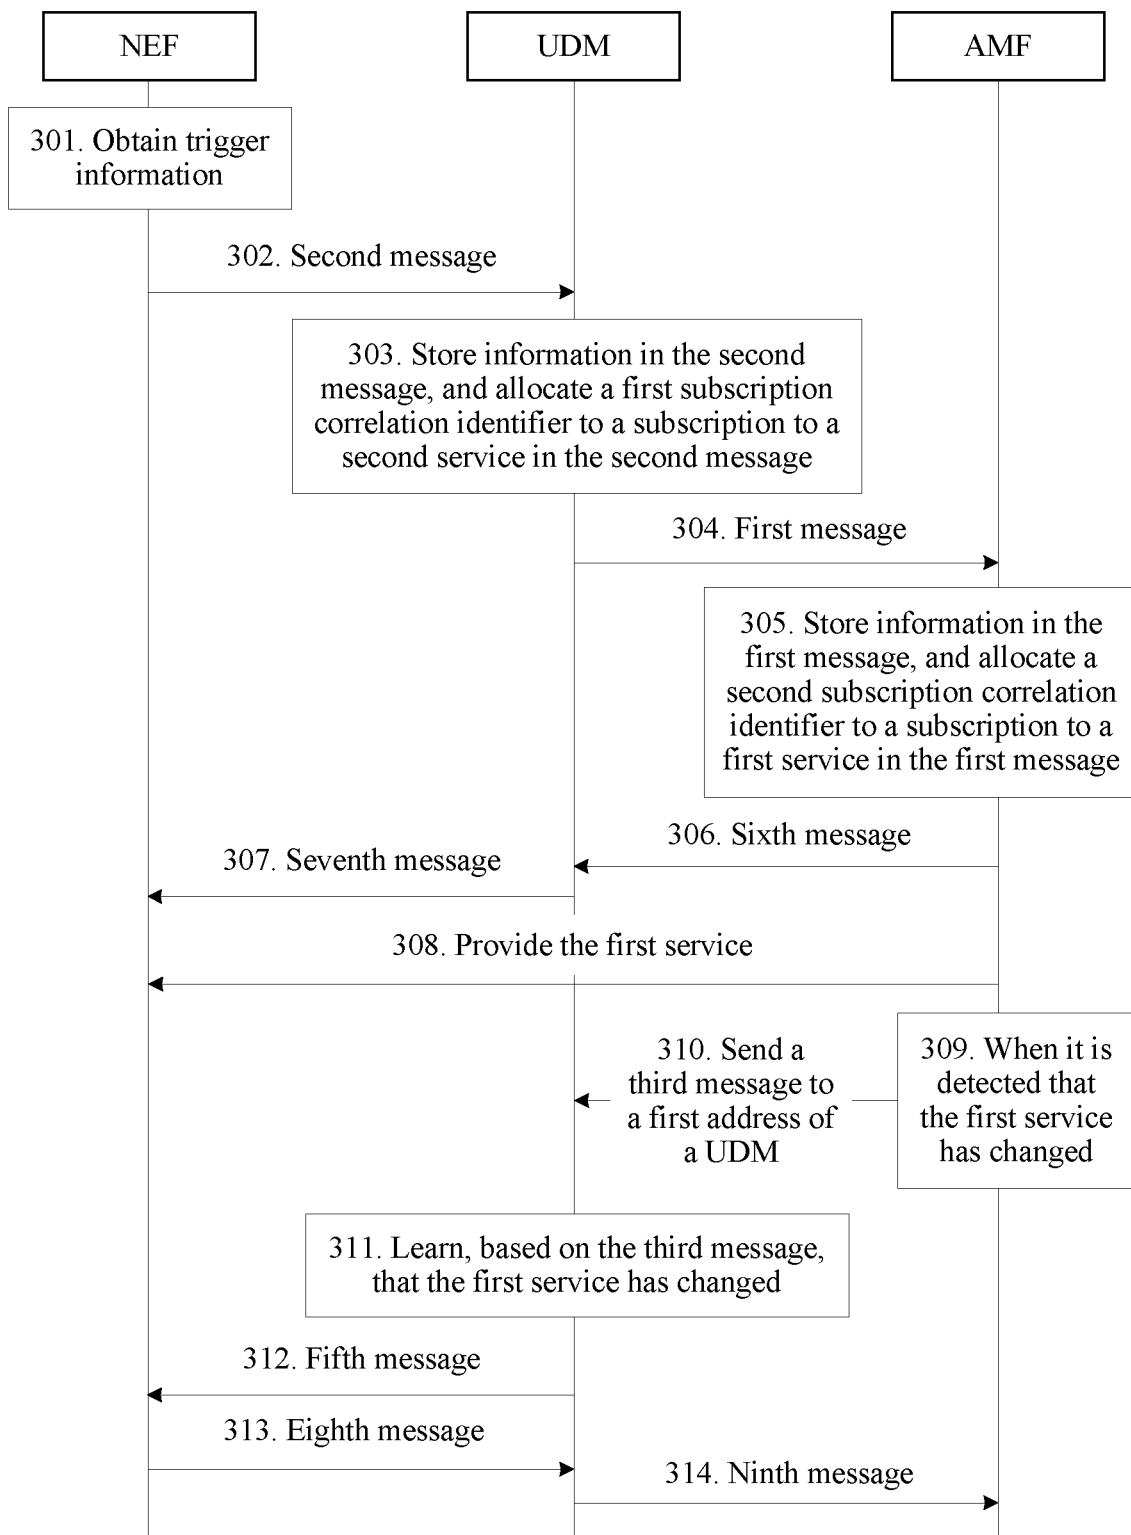 NEF
UDM
AMF
301. Obtain trigger
information
302. Second message
303. Store information in the second
message, and allocate a first subscription
correlation identifier to a subscription to a
second service in the second message
304. First message
305. Store information in the
first message, and allocate a
second subscription correlation
identifier to a subscription to a
first service in the first message
306. Sixth message
307. Seventh message
308. Provide the first service
309. When it is
detected that
the first service
has changed
310. Send a
third message to
a first address of
a UDM
311. Learn, based on the third message,
that the first service has changed
312. Fifth message
313. Eighth message
314. Ninth message